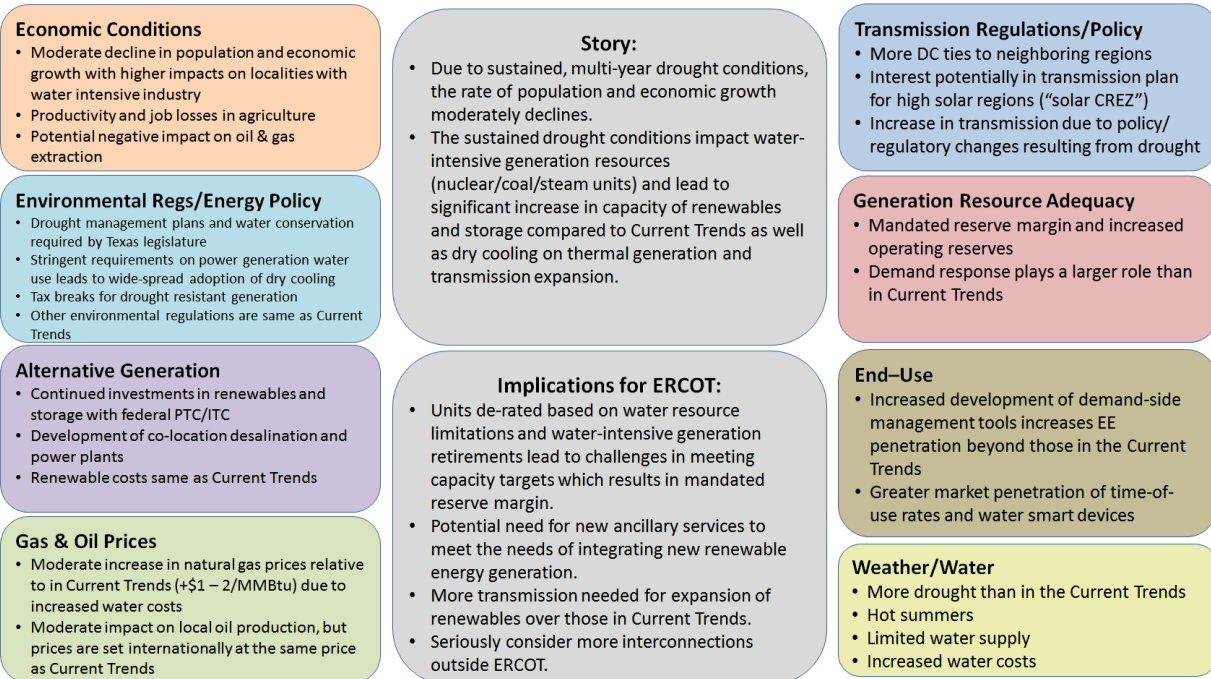 Economic Conditions
• Moderate decline in population and economic
growth with higher impacts on localities with
water intensive industry
• Productivity and job losses in agriculture
• Potential negative impact on oil & gas
extraction
Environmental Regs/Energy Policy
• Drought management plans and water conservation
required by Texas legislature
• Stringent requirements on power generation water
use leads to wide-spread adoption of dry cooling
• Tax breaks for drought resistant generation
• Other environmental regulations are same as Current
Trends
Alternative Generation
• Continued investments in renewables and
storage with federal PTC/ITC
• Development of co-location desalination and
power plants
• Renewable costs same as Current Trends
Gas & Oil Prices
• Moderate increase in natural gas prices relative
to in Current Trends (+$1 – 2/MMBtu) due to
increased water costs
• Moderate impact on local oil production, but
prices are set internationally at the same price
as Current Trends
Story:
• Due to sustained, multi-year drought conditions,
the rate of population and economic growth
moderately declines.
• The sustained drought conditions impact water-
intensive generation resources
(nuclear/coal/steam units) and lead to
significant increase in capacity of renewables
and storage compared to Current Trends as well
as dry cooling on thermal generation and
transmission expansion.
Implications for ERCOT:
• Units de-rated based on water resource
limitations and water-intensive generation
retirements lead to challenges in meeting
capacity targets which results in mandated
reserve margin.
• Potential need for new ancillary services to
meet the needs of integrating new renewable
energy generation.
• More transmission needed for expansion of
renewables over those in Current Trends.
• Seriously consider more interconnections
outside ERCOT.
Transmission Regulations/Policy
• More DC ties to neighboring regions
• Interest potentially in transmission plan
for high solar regions (“solar CREZ”)
• Increase in transmission due to policy/
regulatory changes resulting from drought
Generation Resource Adequacy
• Mandated reserve margin and increased
operating reserves
• Demand response plays a larger role than
in Current Trends
End–Use
• Increased development of demand-side
management tools increases EE
penetration beyond those in the Current
Trends
• Greater market penetration of time-of-
use rates and water smart devices
Weather/Water
• More drought than in the Current Trends
• Hot summers
• Limited water supply
• Increased water costs